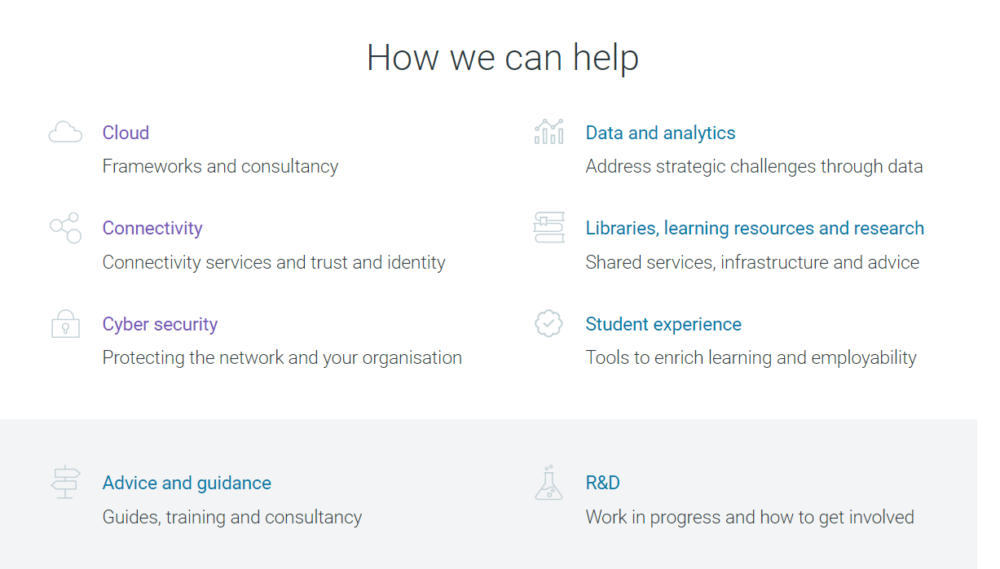 How we can help
Cloud
Frameworks and consultancy
Data and analytics
Address strategic challenges through data
Connectivity
Connectivity services and trust and identity
Libraries, learning resources and research
Shared services, infrastructure and advice
Cyber security
Protecting the network and your organisation
Student experience
Tools to enrich learning and employability
Advice and guidance
Guides, training and consultancy
R&D
Work in progress and how to get involved